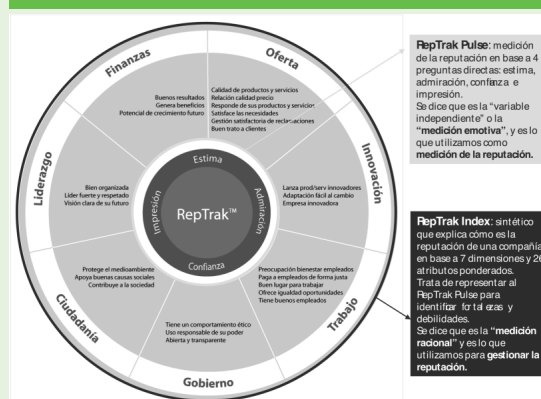 Finanzas
Oferta
Buenos resultados
Genera beneficios
Potencial de crecimiento futuro
Calidad de productos y servicios
Relación calidad precio
Responde de sus productos y servicios
Satisface las necesidades
Gestión satisfactoria de reclamaciones
Buen trato a clientes
Liderazgo
Bien organizada
Líder fuerte y respetado
Visión clara de su futuro
Estima
Impresión
RepTrak™
Admiración
Confianza
Lanza prod/serv innovadores
Adaptación fácil al cambio
Empresa innovadora
Innovación
Protege el medioambiente
Apoya buenas causas sociales
Contribuye a la sociedad
Preocupación bienestar empleados
Paga a empleados de forma justa
Buen lugar para trabajar
Ofrece igualdad oportunidades
Tiene buenos empleados
Ciudadanía
Tiene un comportamiento ético
Uso responsable de su poder
Abierta y transparente
Trabajo
Gobierno
RepTrak Pulse: medición
de la reputación en base a 4
preguntas directas: estima,
admiración, confianza e
impresión.
Se dice que es la "variable
independiente" o la
"medición emotiva", y es lo
que utilizamos como
medición de la reputación.
RepTrak Index: sintético
que explica cómo es la
reputación de una compañía
en base a 7 dimensiones y 26
atributos ponderados.
Trata de representar al
RepTrak Pulse para
identificar fortalezas y
debilidades.
Se dice que es la "medición
racional" y es lo que
utilizamos para gestionar la
reputación.